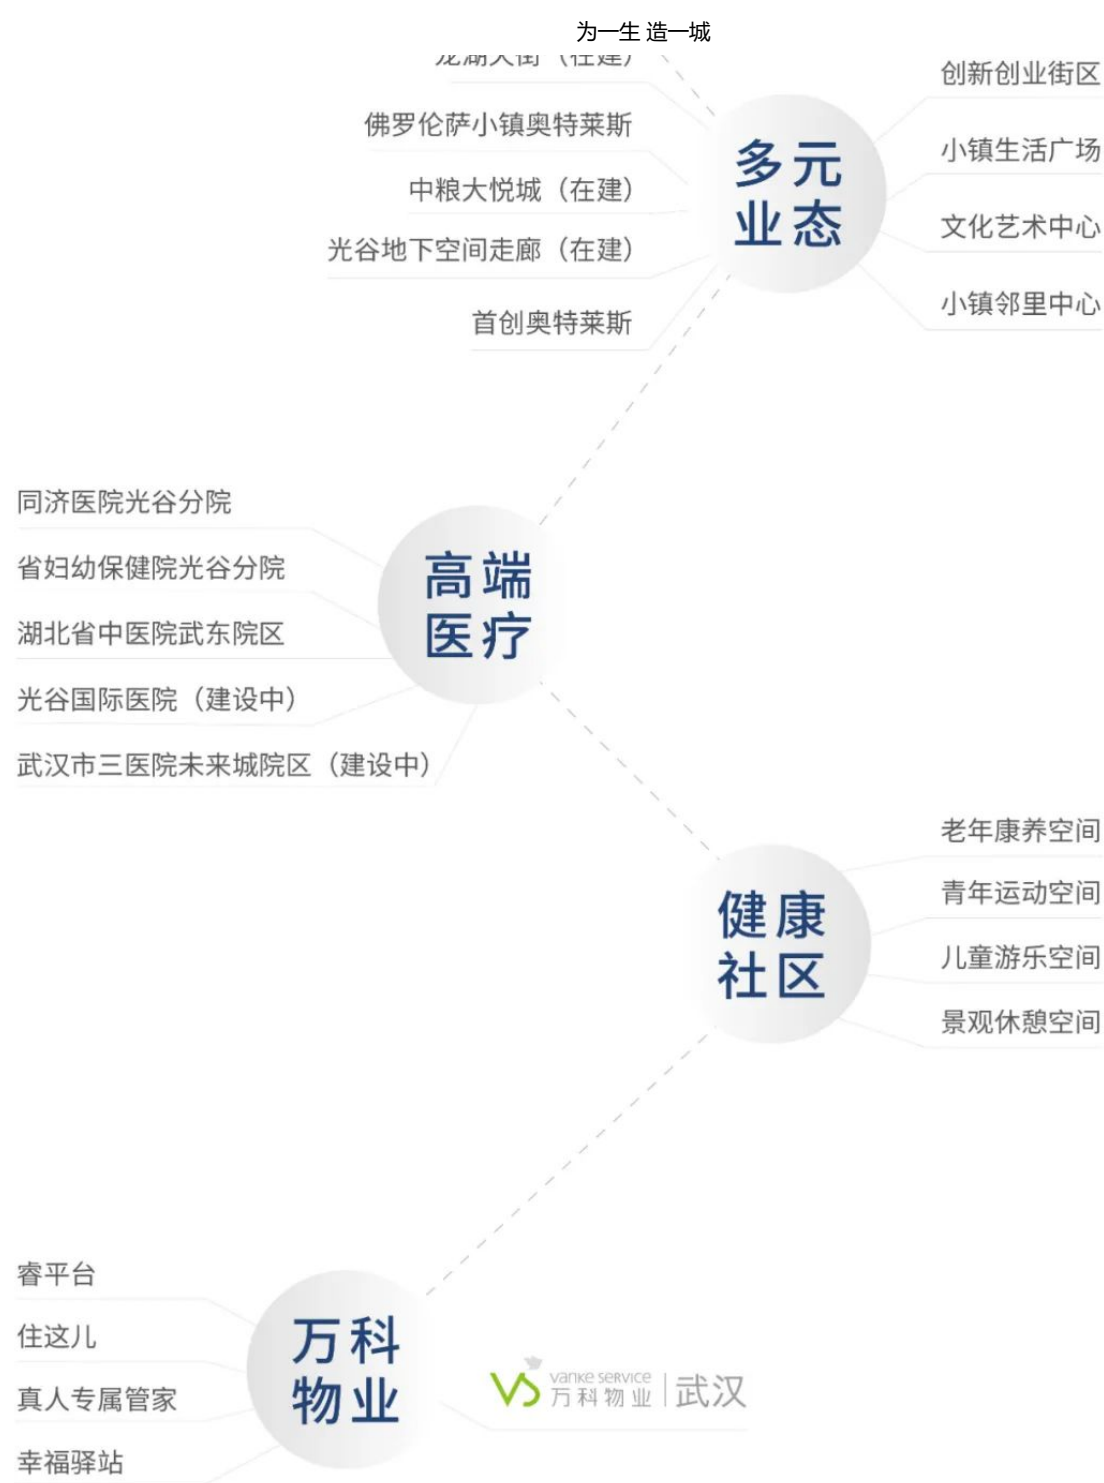 为一生 造一城
龙湖天街（在建）
佛罗伦萨小镇奥特莱斯
中粮大悦城（在建）
光谷地下空间走廊（在建）
首创奥特莱斯
多元
业态
创新创业街区
小镇生活广场
文化艺术中心
小镇邻里中心
同济医院光谷分院
省妇幼保健院光谷分院
湖北省中医院武东院区
光谷国际医院（建设中）
武汉市三医院未来城院区（建设中）
高端
医疗
健康
社区
老年康养空间
青年运动空间
儿童游乐空间
景观休憩空间
睿平台
住这儿
真人专属管家
幸福驿站
万科
物业
vanke service
万科物业
武汉